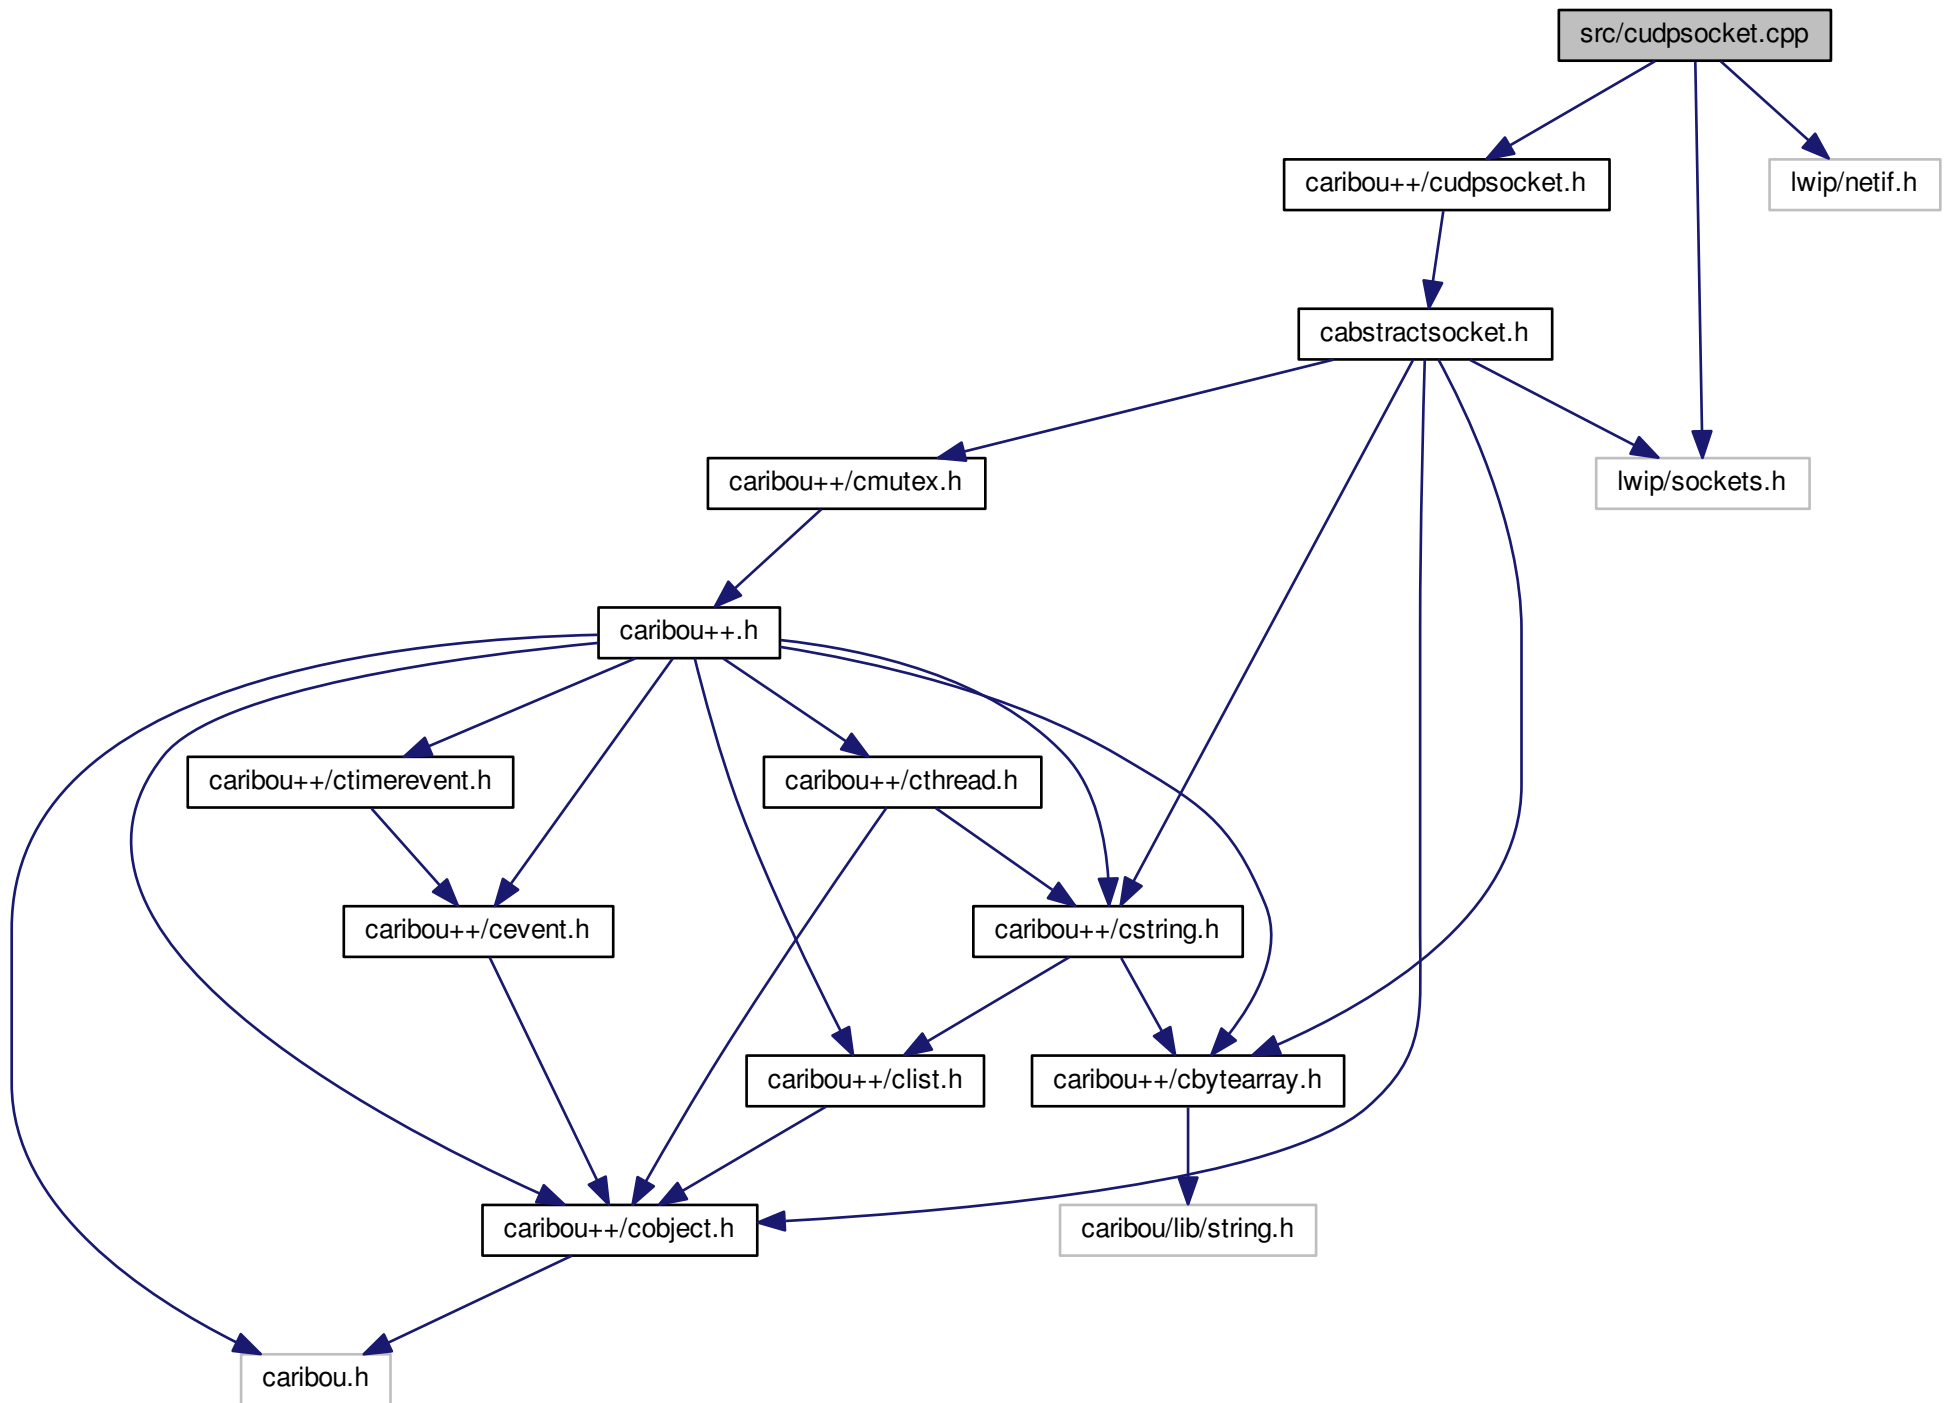 src/cudpsocket.cpp
caribou++/cudpsocket.h
lwip/netif.h
cabstractsocket.h
caribou++/cmutex.h
lwip/sockets.h
caribou++.h
caribou++/ctimerevent.h
caribou++/cthread.h
caribou++/cevent.h
caribou++/cstring.h
caribou++/clist.h
caribou++/cbytearray.h
caribou++/cobject.h
caribou/lib/string.h
caribou.h